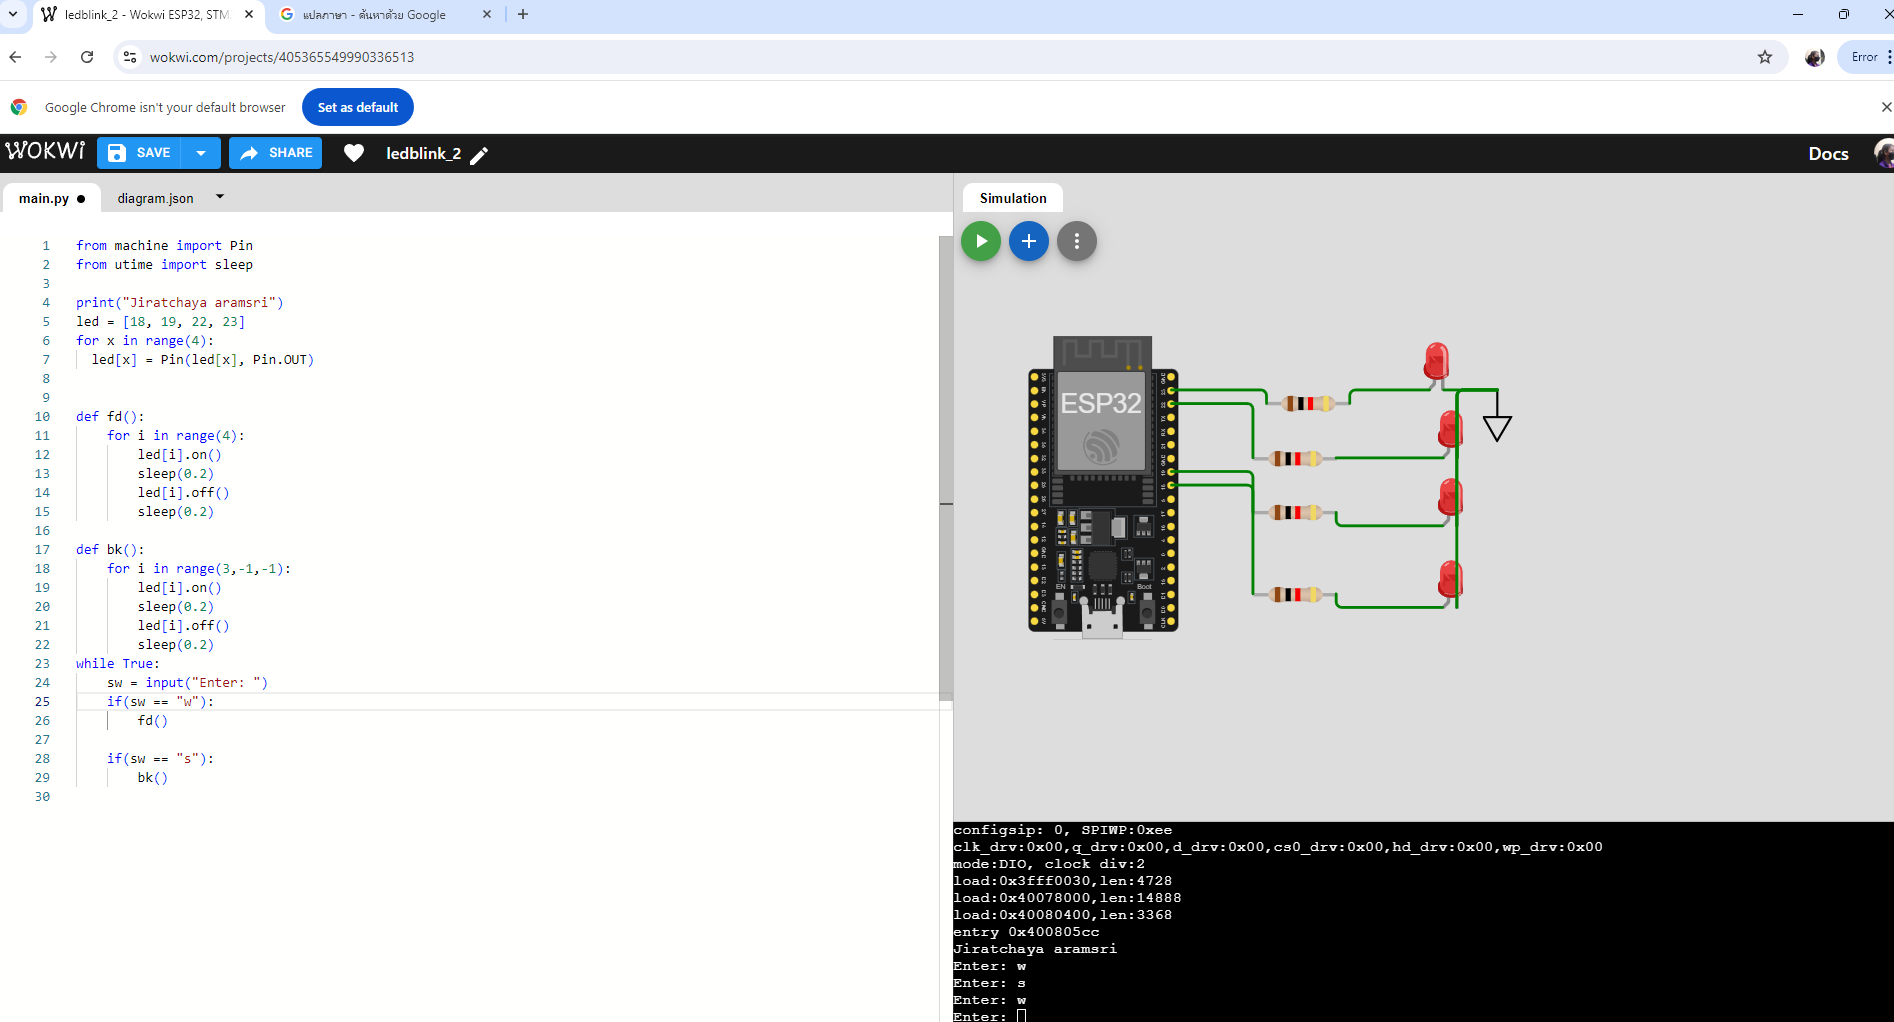 ledblink_2 - Wokwi ESP32, STM
แปลภาษา - ค้นหาด้วย Google
wokwi.com/projects/405365549990336513
Error
Google Chrome isn't your default browser
Set as default
WOKWi
SAVE
SHARE
ledblink_2
Docs
main.py
diagram.json
Simulation
1 from machine import Pin
2 from utime import sleep
3
4 print("Jiratchaya aramsri")
5 led = [18, 19, 22, 23]
6 for x in range(4):
7   led[x] = Pin(led[x], Pin.OUT)
8
9
10 def fd():
11     for i in range(4):
12         led[i].on()
13         sleep(0.2)
14         led[i].off()
15         sleep(0.2)
16
17 def bk():
18     for i in range(3,-1,-1):
19         led[i].on()
20         sleep(0.2)
21         led[i].off()
22         sleep(0.2)
23 while True:
24     sw = input("Enter: ")
25     if(sw == "w"):
26         fd()
27
28     if(sw == "s"):
29         bk()
30
ESP32
EN
Boot
configsip: 0, SPIWP:0xee
clk_drv:0x00,q_drv:0x00,d_drv:0x00,cs0_drv:0x00,hd_drv:0x00,wp_drv:0x00
mode:DIO, clock div:2
load:0x3fff0030,len:4728
load:0x40078000,len:14888
load:0x40080400,len:3368
entry 0x400805cc
Jiratchaya aramsri
Enter: w
Enter: s
Enter: w
Enter: